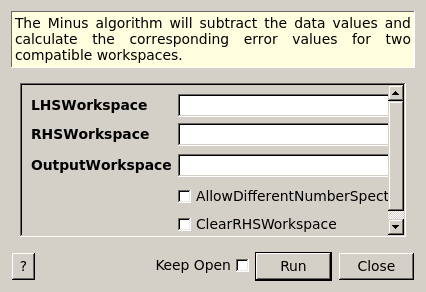 The Minus algorithm will subtract the data values and
calculate the corresponding error values for two
compatible workspaces.
LHSWorkspace
RHSWorkspace
OutputWorkspace
AllowDifferentNumberSpect
ClearRHSWorkspace
? Keep Open Run Close